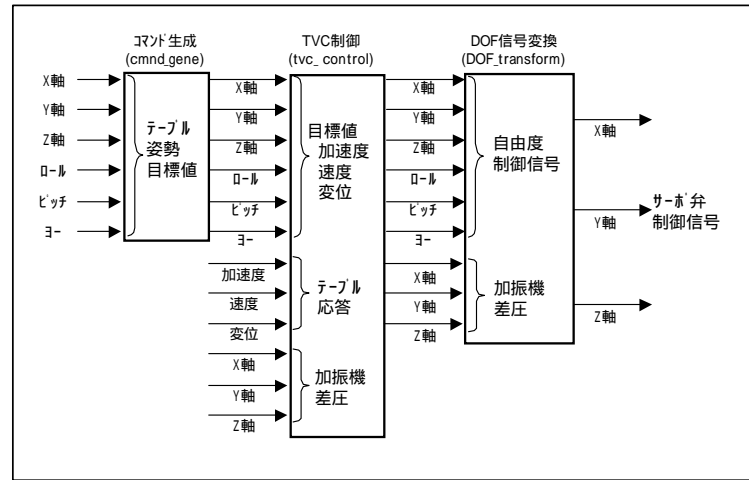 コマンド生成
(cmnd_gene)
TVC制御
(tvc_ control)
DOF信号変換
(DOF_transform)
X軸
Y軸
Z軸
ロール
ピッチ
ヨー
テーブル
姿勢
目標値
X軸
Y軸
Z軸
ロール
ピッチ
ヨー
加速度
速度
変位
X軸
Y軸
Z軸
目標値
加速度
速度
変位
テーブル
応答
加振機
差圧
X軸
Y軸
Z軸
ロール
ピッチ
ヨー
X軸
Y軸
Z軸
自由度
制御信号
加振機
差圧
X軸
Y軸
Z軸
サーボ弁
制御信号